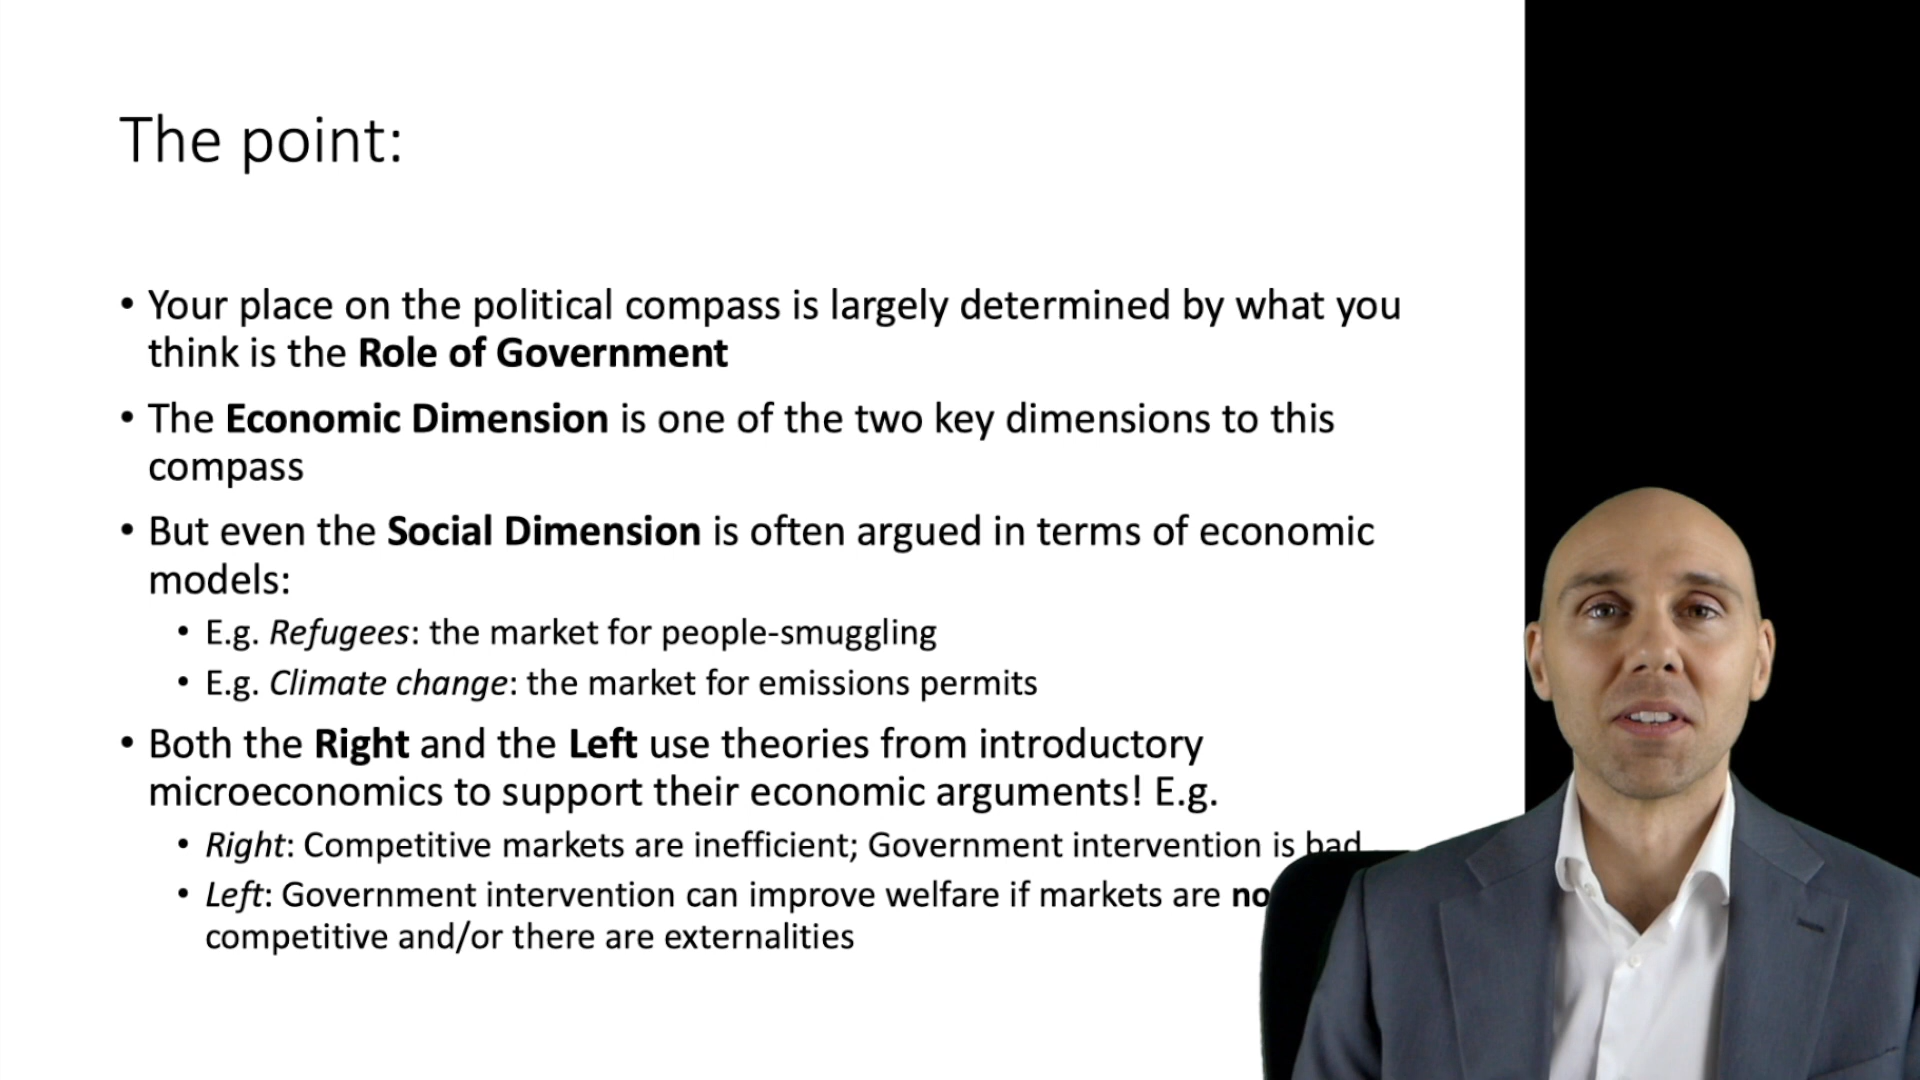 The point:
• Your place on the political compass is largely determined by what you
think is the Role of Government
• The Economic Dimension is one of the two key dimensions to this
compass
• But even the Social Dimension is often argued in terms of economic
models:
• E.g. Refugees: the market for people-smuggling
• E.g. Climate change: the market for emissions permits
• Both the Right and the Left use theories from introductory
microeconomics to support their economic arguments! E.g.
• Right: Competitive markets are inefficient; Government intervention is bad
• Left: Government intervention can improve welfare if markets are
competitive and/or there are externalities